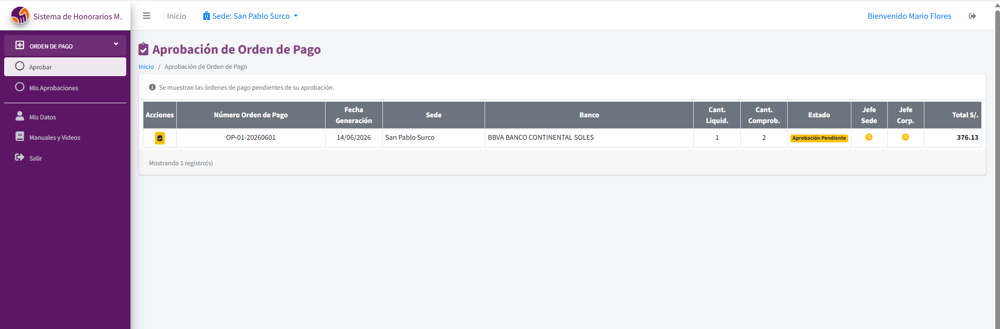 Sistema de Honorarios M.
Inicio
Sede: San Pablo Surco
Bienvenido Mario Flores
ORDEN DE PAGO
Aprobar
Mis Aprobaciones
Mis Datos
Manuales y Videos
Salir
Aprobación de Orden de Pago
Inicio / Aprobación de Orden de Pago
Se muestran las órdenes de pago pendientes de su aprobación.
Acciones Número Orden de Pago Fecha Generación Sede Banco Cant. Liquid. Cant. Comprob. Estado Jefe Sede Jefe Corp. Total S/.
OP-01-20260601 14/06/2026 San Pablo Surco BBVA BANCO CONTINENTAL SOLES 1 2 Aprobación Pendiente 376.13
Mostrando 1 registro(s)